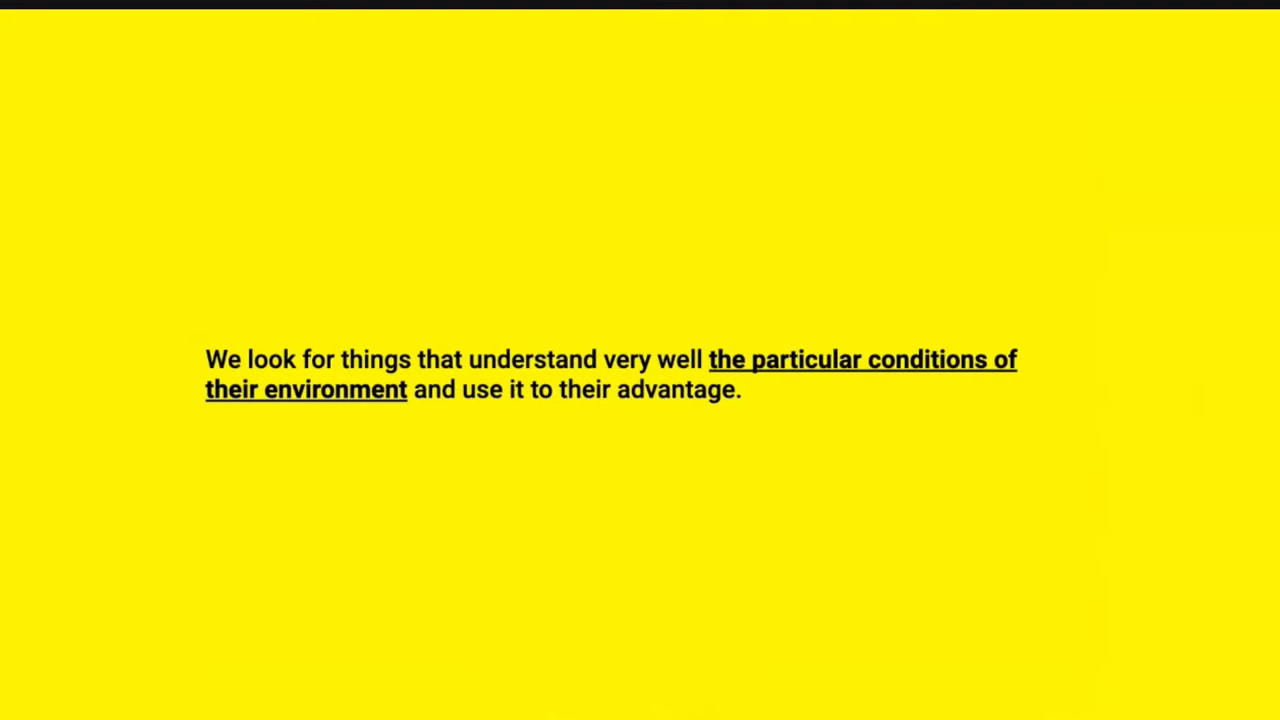 We look for things that understand very well the particular conditions of
their environment and use it to their advantage.